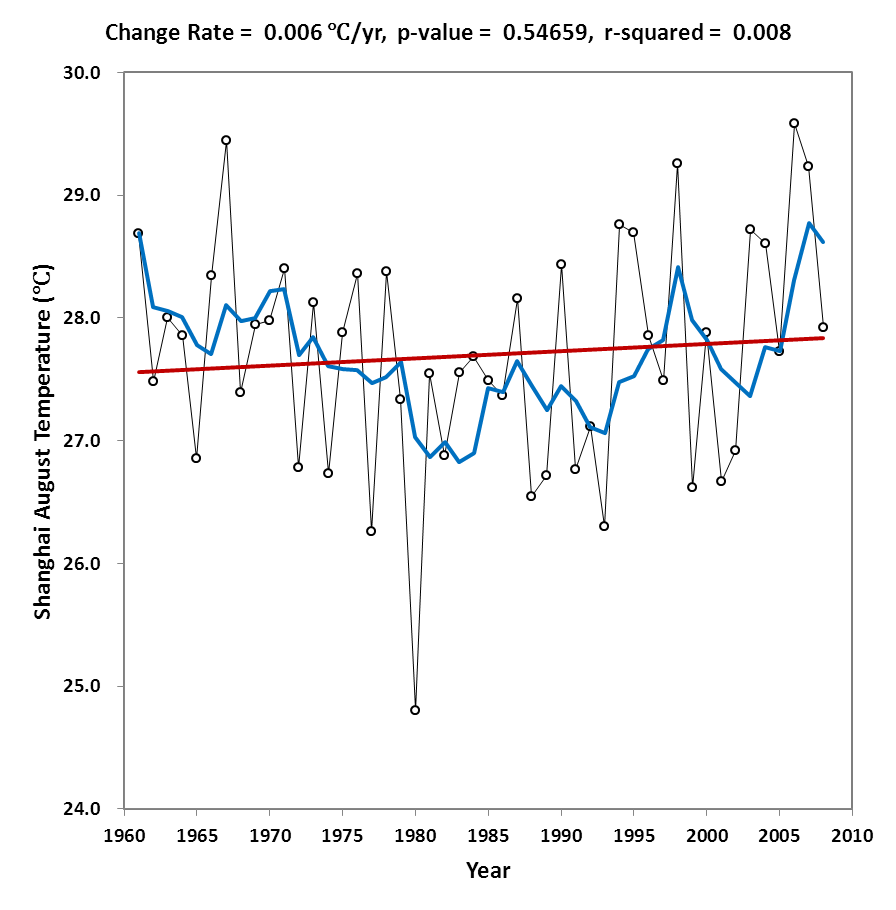 Change Rate = 0.006 ℃/yr, p-value = 0.54659, r-squared = 0.008
30.0
29.0
28.0
27.0
26.0
25.0
24.0
Shanghai August Temperature (℃)
1960 1965 1970 1975 1980 1985 1990 1995 2000 2005 2010
Year